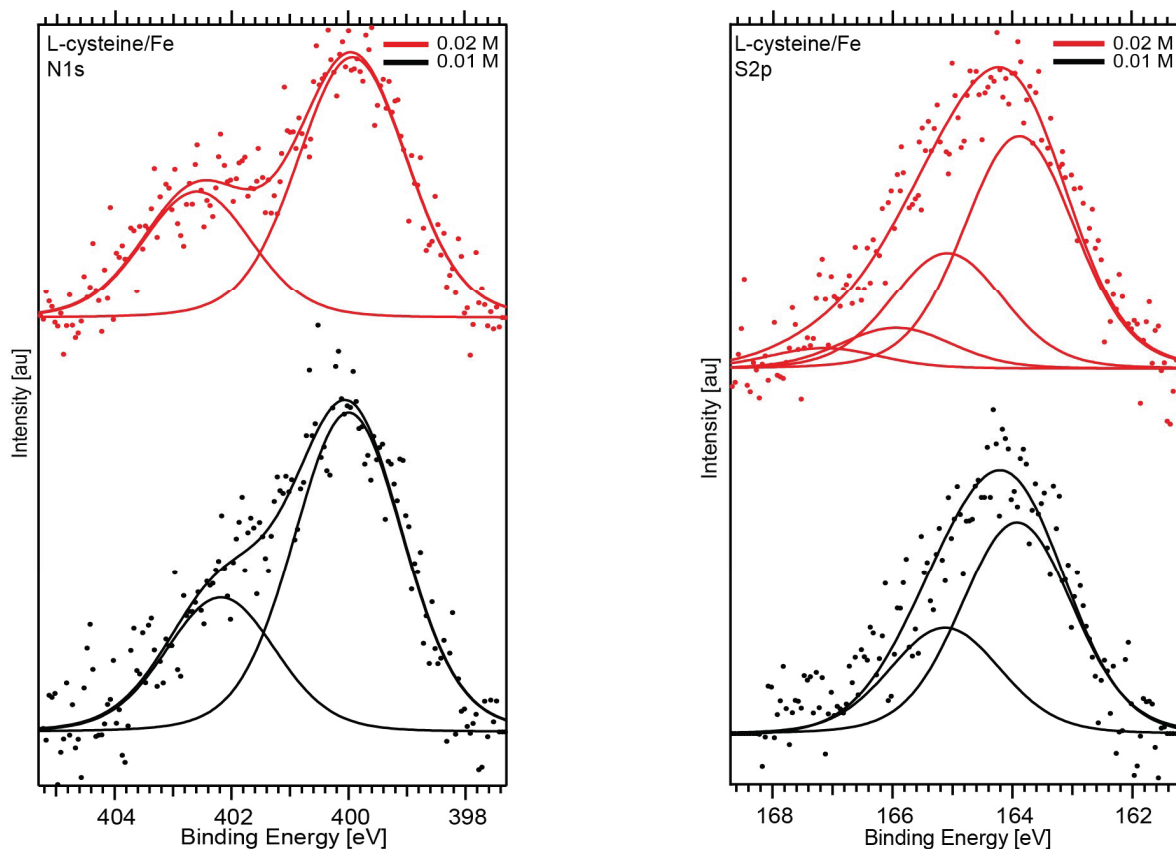 L-cysteine/Fe
N1s
0.02 M
0.01 M
Intensity [au]
404
402
400
398
Binding Energy [eV]
L-cysteine/Fe
S2p
0.02 M
0.01 M
Intensity [au]
168
166
164
162
Binding Energy [eV]